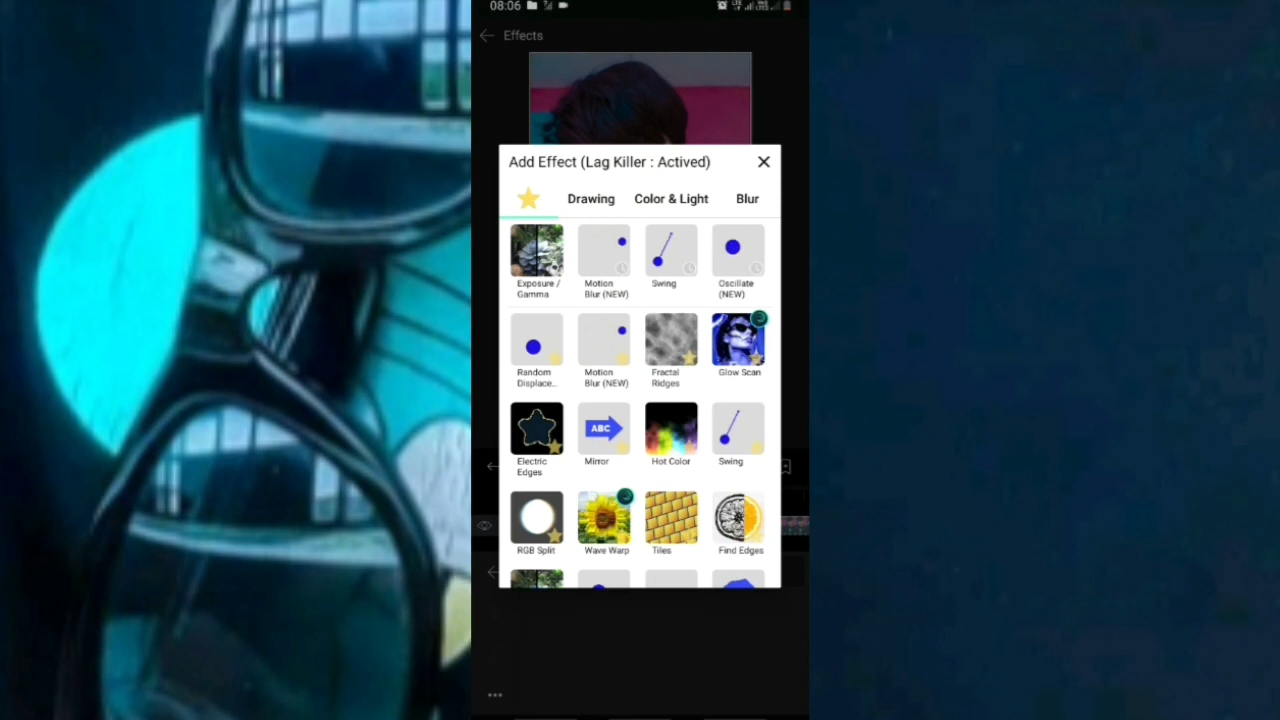 08:06
Effects
Add Effect (Lag Killer : Actived)
Drawing
Color & Light
Blur
Exposure /
Gamma
Motion
Blur (NEW)
Swing
Oscillate
(NEW)
Random
Displace...
Motion
Blur (NEW)
Fractal
Ridges
Glow Scan
Electric
Edges
ABC
Mirror
Hot Color
Swing
RGB Split
Wave Warp
Tiles
Find Edges